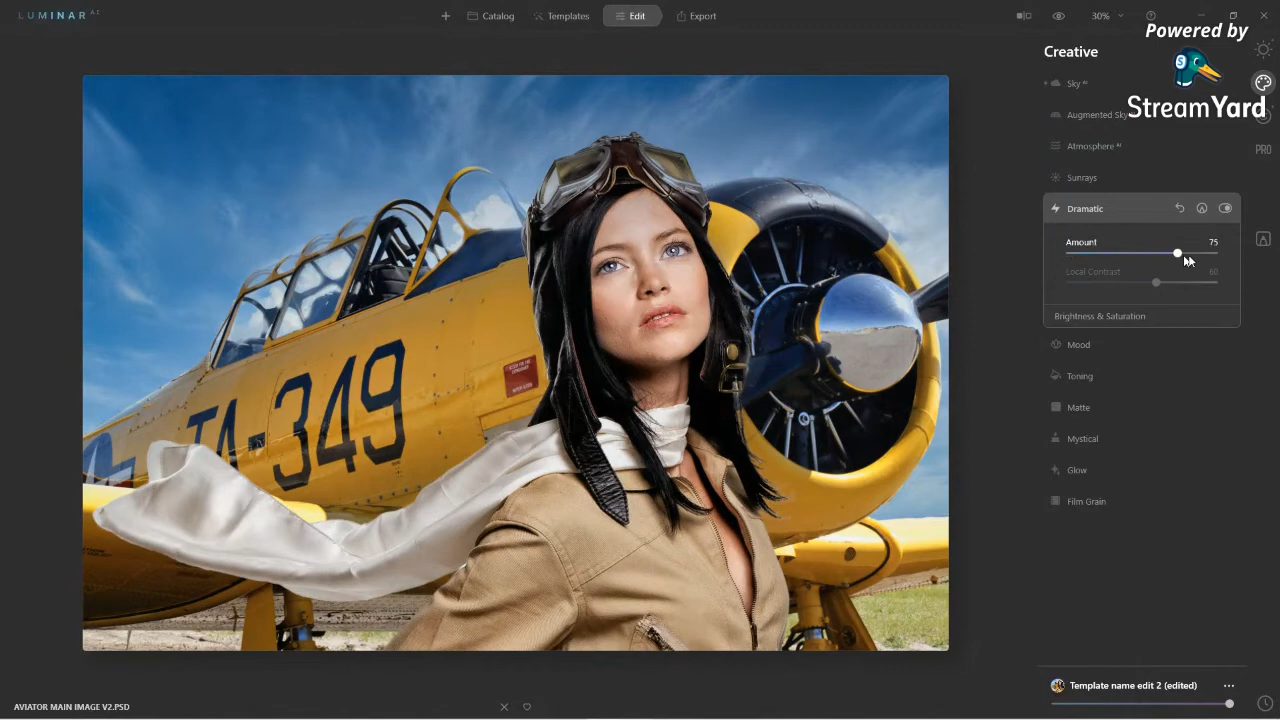 LUMINAR AI
Catalog
Templates
Edit
Export
30%
Powered by
StreamYard
Creative
Sky AI
Augmented Sky
Atmosphere AI
PRO
Sunrays
Dramatic
Amount 75
Local Contrast 60
Brightness & Saturation
Mood
Toning
Matte
Mystical
Glow
Film Grain
TA-349
Template name edit 2 (edited)
AVIATOR MAIN IMAGE V2.PSD